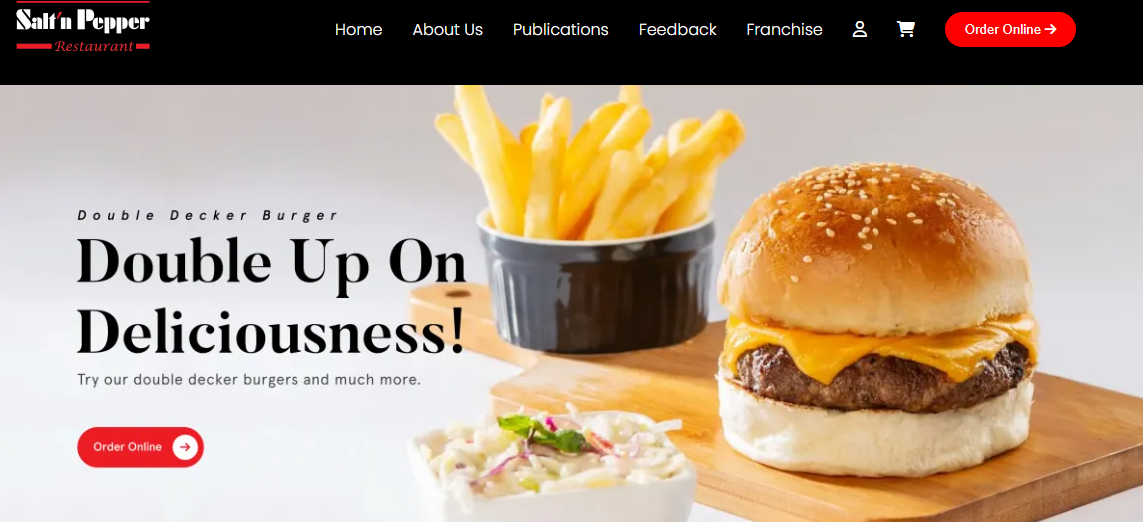 Salt'n Pepper
Restaurant
Home About Us Publications Feedback Franchise Order Online
Double Decker Burger
Double Up On
Deliciousness!
Try our double decker burgers and much more.
Order Online